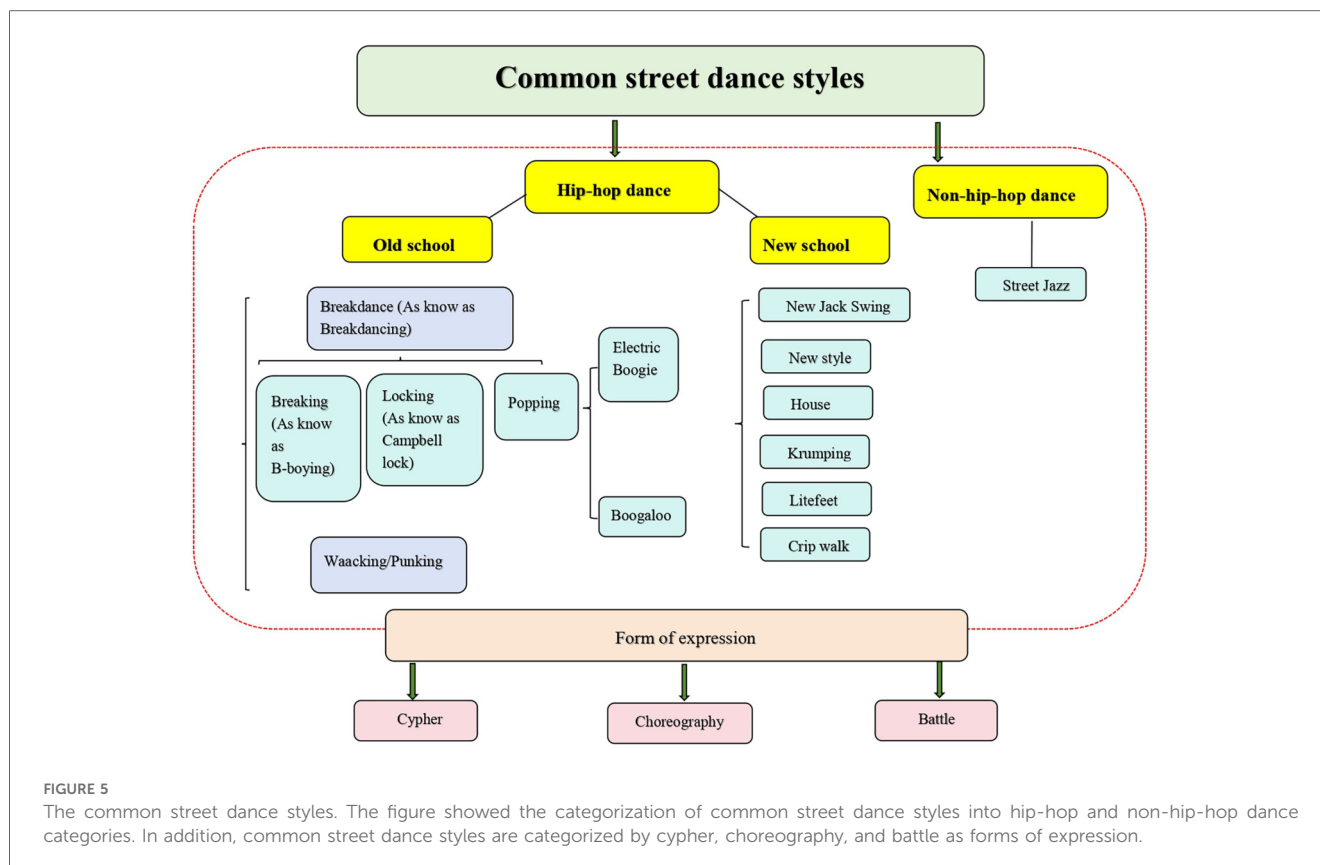 Common street dance styles
Hip-hop dance
Non-hip-hop dance
Old school
New school
Street Jazz
Breakdance (As know as
Breakdancing)
Breaking
(As know
as
B-boying)
Locking
(As know as
Campbell
lock)
Popping
Electric
Boogie
Boogaloo
Waacking/Punking
New Jack Swing
New style
House
Krumping
Litefeet
Crip walk
Form of expression
Cypher
Choreography
Battle
FIGURE 5
The common street dance styles. The figure showed the categorization of common street dance styles into hip-hop and non-hip-hop dance
categories. In addition, common street dance styles are categorized by cypher, choreography, and battle as forms of expression.